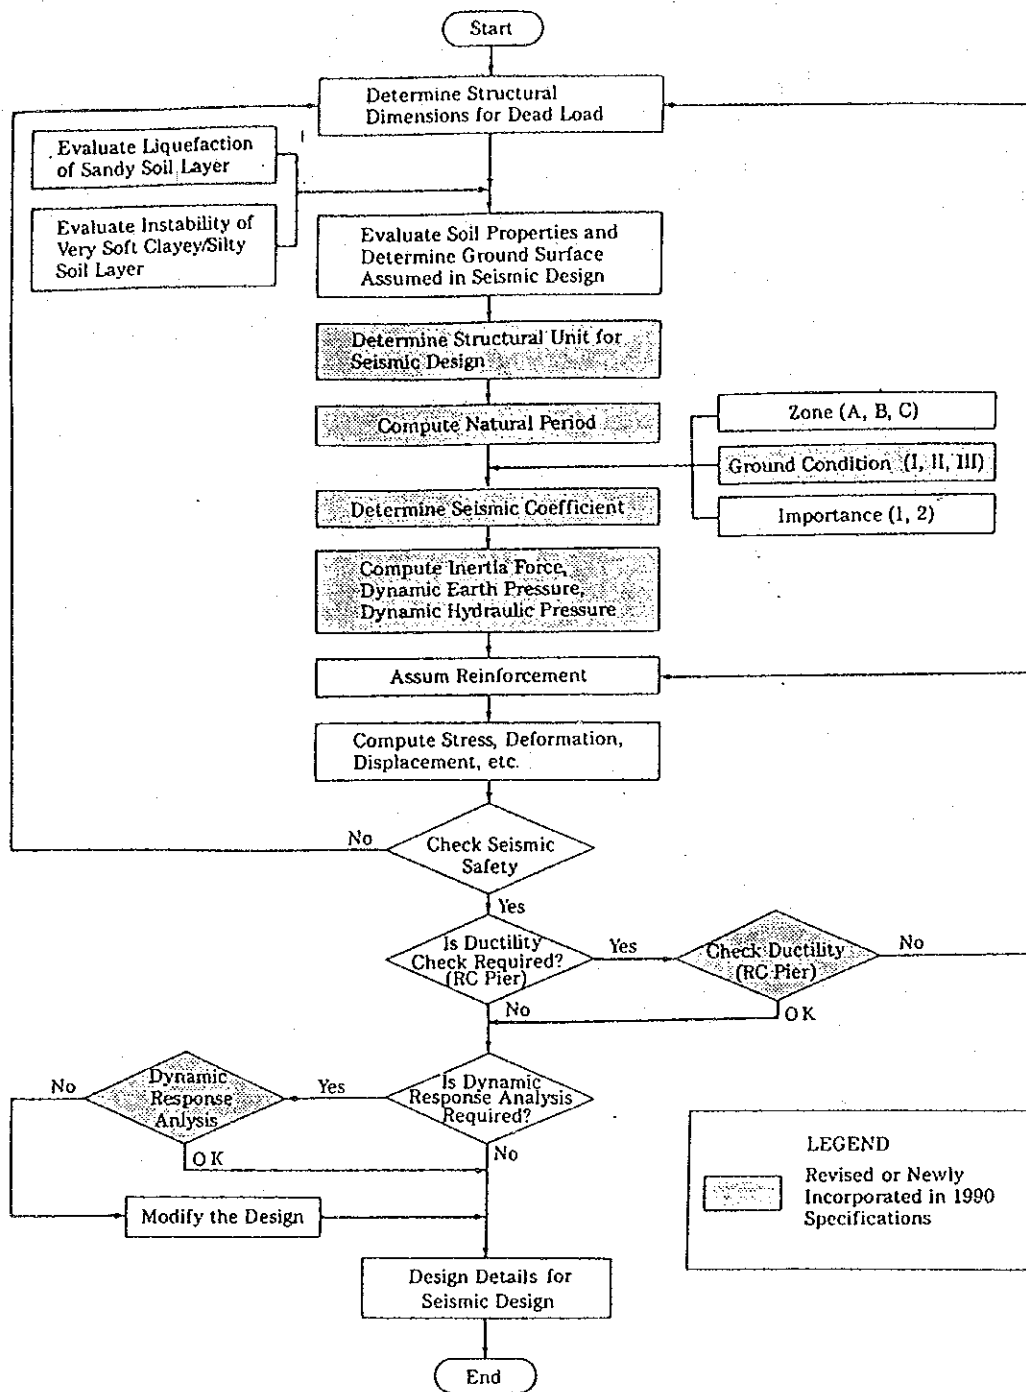 Start
Determine Structural
Dimensions for Dead Load
Evaluate Liquefaction
of Sandy Soil Layer
Evaluate Instability of
Very Soft Clayey/Silty
Soil Layer
Evaluate Soil Properties and
Determine Ground Surface
Assumed in Seismic Design
Determine Structural Unit for
Seismic Design
Compute Natural Period
Zone (A, B, C)
Ground Condition (I, II, III)
Importance (1, 2)
Determine Seismic Coefficient
Compute Inertia Force,
Dynamic Earth Pressure,
Dynamic Hydraulic Pressure
Assum Reinforcement
Compute Stress, Deformation,
Displacement, etc.
No
Check Seismic
Safety
Yes
Is Ductility
Check Required?
(RC Pier)
Yes
Check Ductility
(RC Pier)
No
No
OK
No
Dynamic
Response
Anlysis
Yes
Is Dynamic
Response Analysis
Required?
OK
No
Modify the Design
LEGEND
Revised or Newly
Incorporated in 1990
Specifications
Design Details for
Seismic Design
End